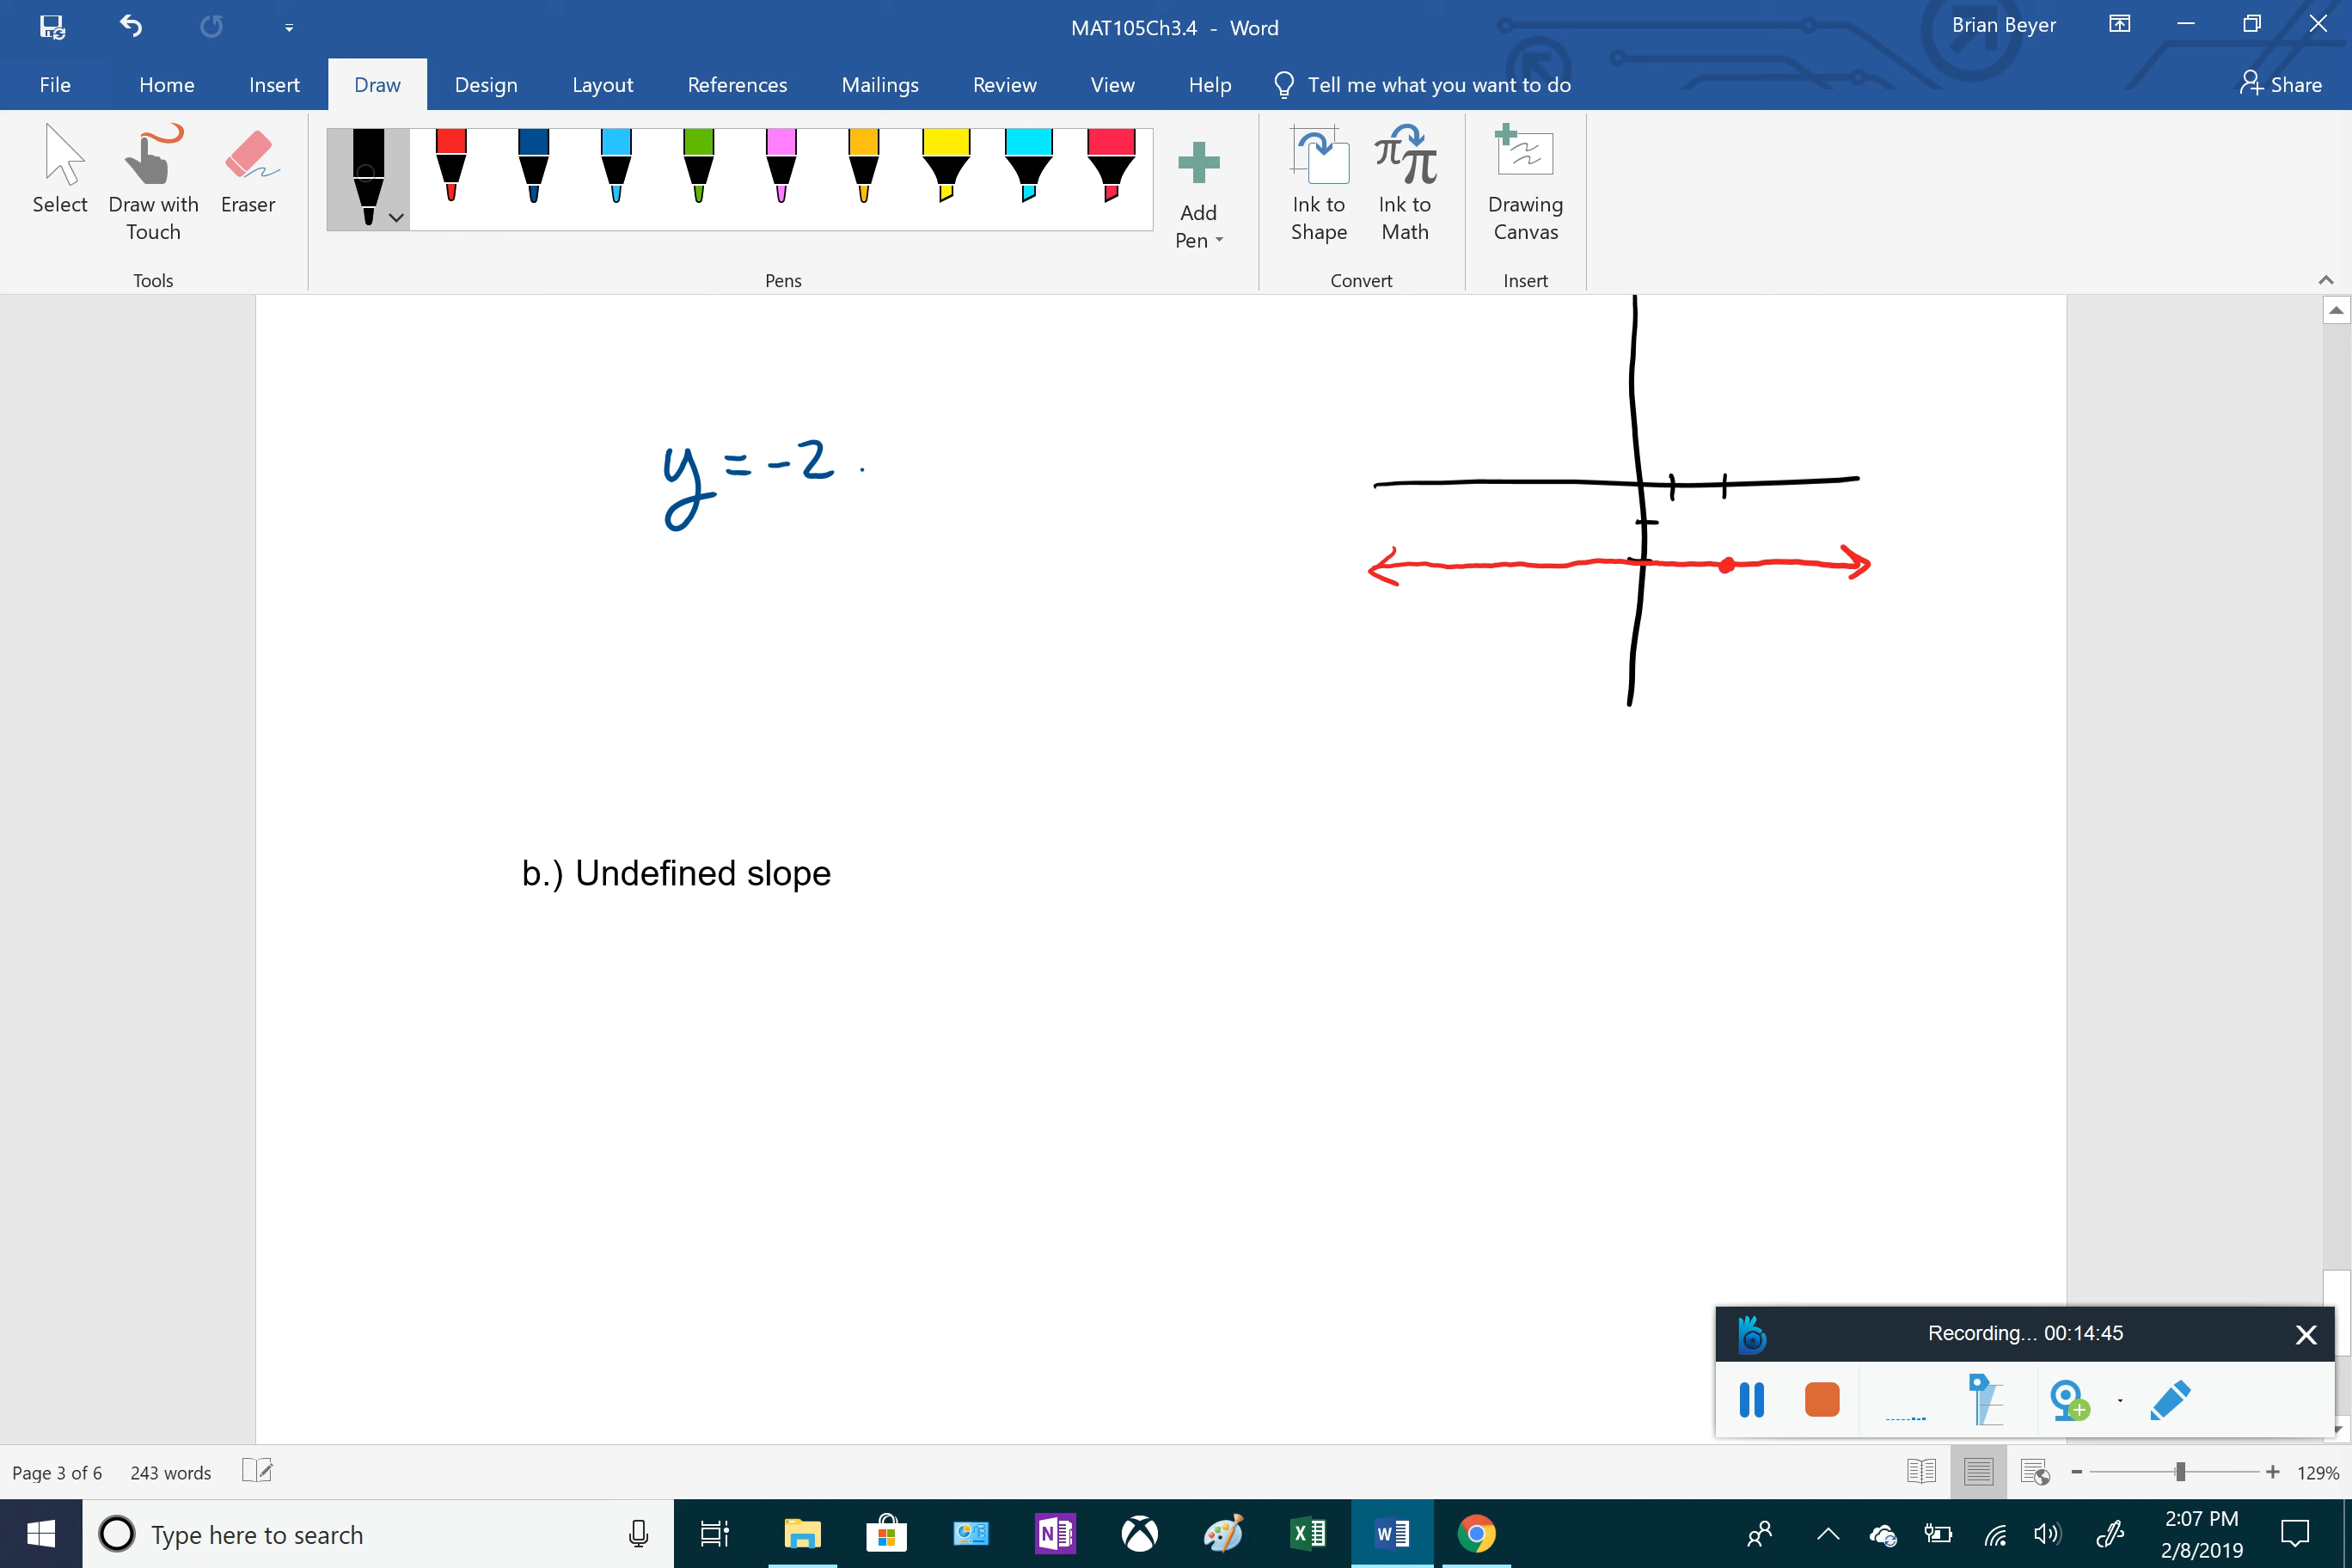 MAT105Ch3.4 - Word
Brian Beyer
File Home Insert Draw Design Layout References Mailings Review View Help Tell me what you want to do Share
Select Draw with Touch Eraser
Add Pen
Ink to Shape Ink to Math
Drawing Canvas
Tools Pens Convert Insert
y = -2
b.) Undefined slope
Recording... 00:14:45
Page 3 of 6 243 words 129%
Type here to search
2:07 PM
2/8/2019